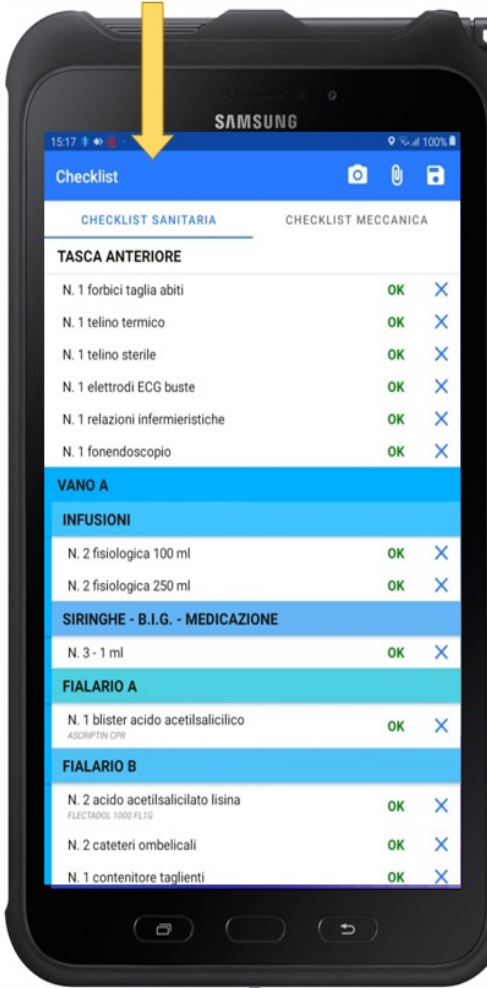 SAMSUNG
15:17 100%
Checklist
CHECKLIST SANITARIA CHECKLIST MECCANICA
TASCA ANTERIORE
N. 1 forbici taglia abiti OK
N. 1 telino termico OK
N. 1 telino sterile OK
N. 1 elettrodi ECG buste OK
N. 1 relazioni infermieristiche OK
N. 1 fonendoscopio OK
VANO A
INFUSIONI
N. 2 fisiologica 100 ml OK
N. 2 fisiologica 250 ml OK
SIRINGHE - B.I.G. - MEDICAZIONE
N. 3 - 1 ml OK
FIALARIO A
N. 1 blister acido acetilsalicilico OK
ASCRIPTIN CPR
FIALARIO B
N. 2 acido acetilsalicilato lisina OK
FLECTADOL 1000 FL1G
N. 2 cateteri ombelicali OK
N. 1 contenitore taglienti OK